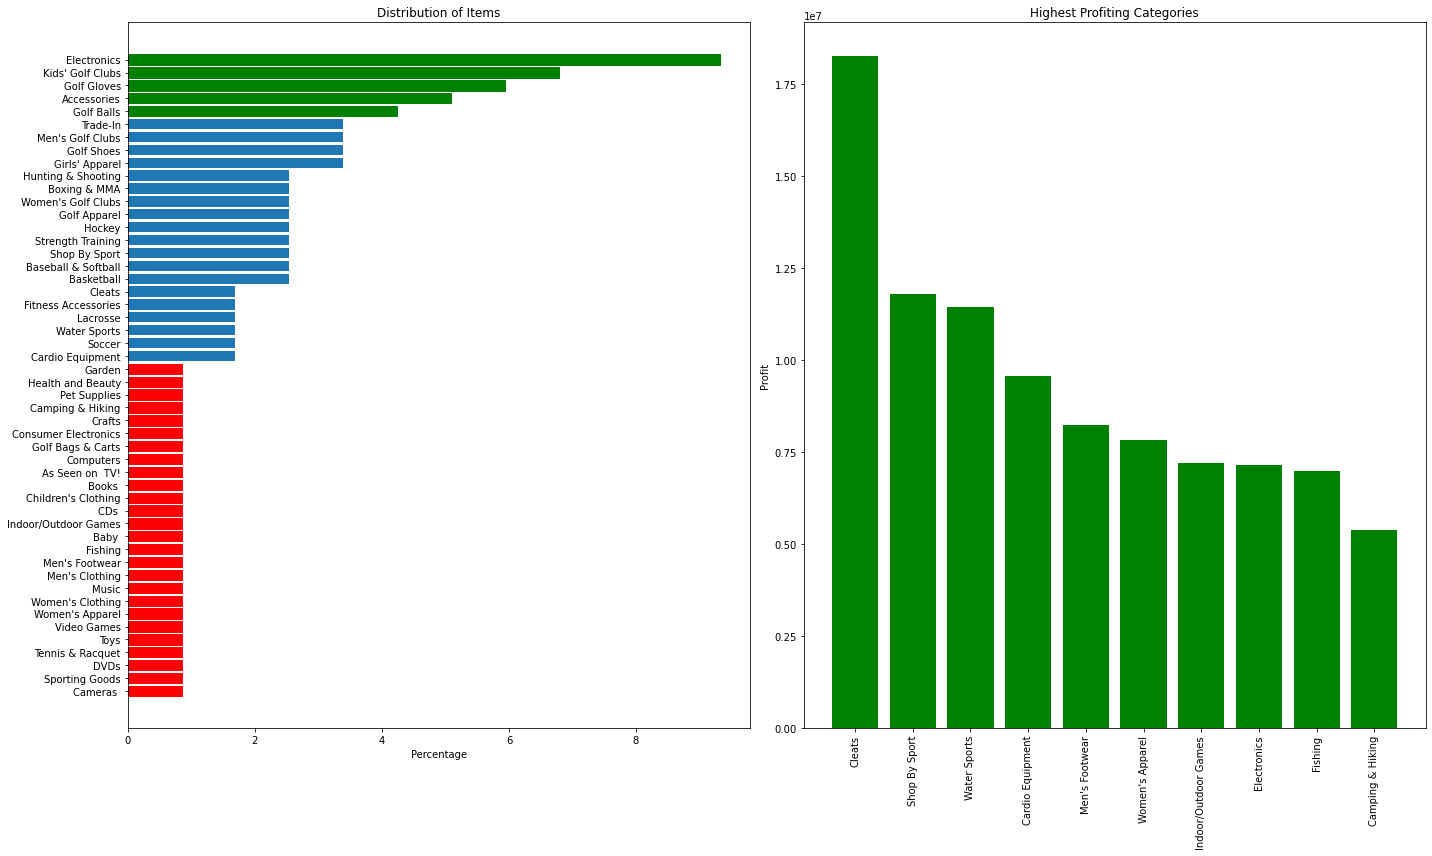 Distribution of Items
Electronics
Kids' Golf Clubs
Golf Gloves
Accessories
Golf Balls
Trade-In
Men's Golf Clubs
Golf Shoes
Girls' Apparel
Hunting & Shooting
Boxing & MMA
Women's Golf Clubs
Golf Apparel
Hockey
Strength Training
Shop By Sport
Baseball & Softball
Basketball
Cleats
Fitness Accessories
Lacrosse
Water Sports
Soccer
Cardio Equipment
Garden
Health and Beauty
Pet Supplies
Camping & Hiking
Crafts
Consumer Electronics
Golf Bags & Carts
Computers
As Seen on  TV!
Books
Children's Clothing
CDs
Indoor/Outdoor Games
Baby
Fishing
Men's Footwear
Men's Clothing
Music
Women's Clothing
Women's Apparel
Video Games
Toys
Tennis & Racquet
DVDs
Sporting Goods
Cameras
0 2 4 6 8
Percentage
Highest Profiting Categories
1e7
1.75
1.50
1.25
1.00
0.75
0.50
0.25
0.00
Profit
Cleats
Shop By Sport
Water Sports
Cardio Equipment
Men's Footwear
Women's Apparel
Indoor/Outdoor Games
Electronics
Fishing
Camping & Hiking